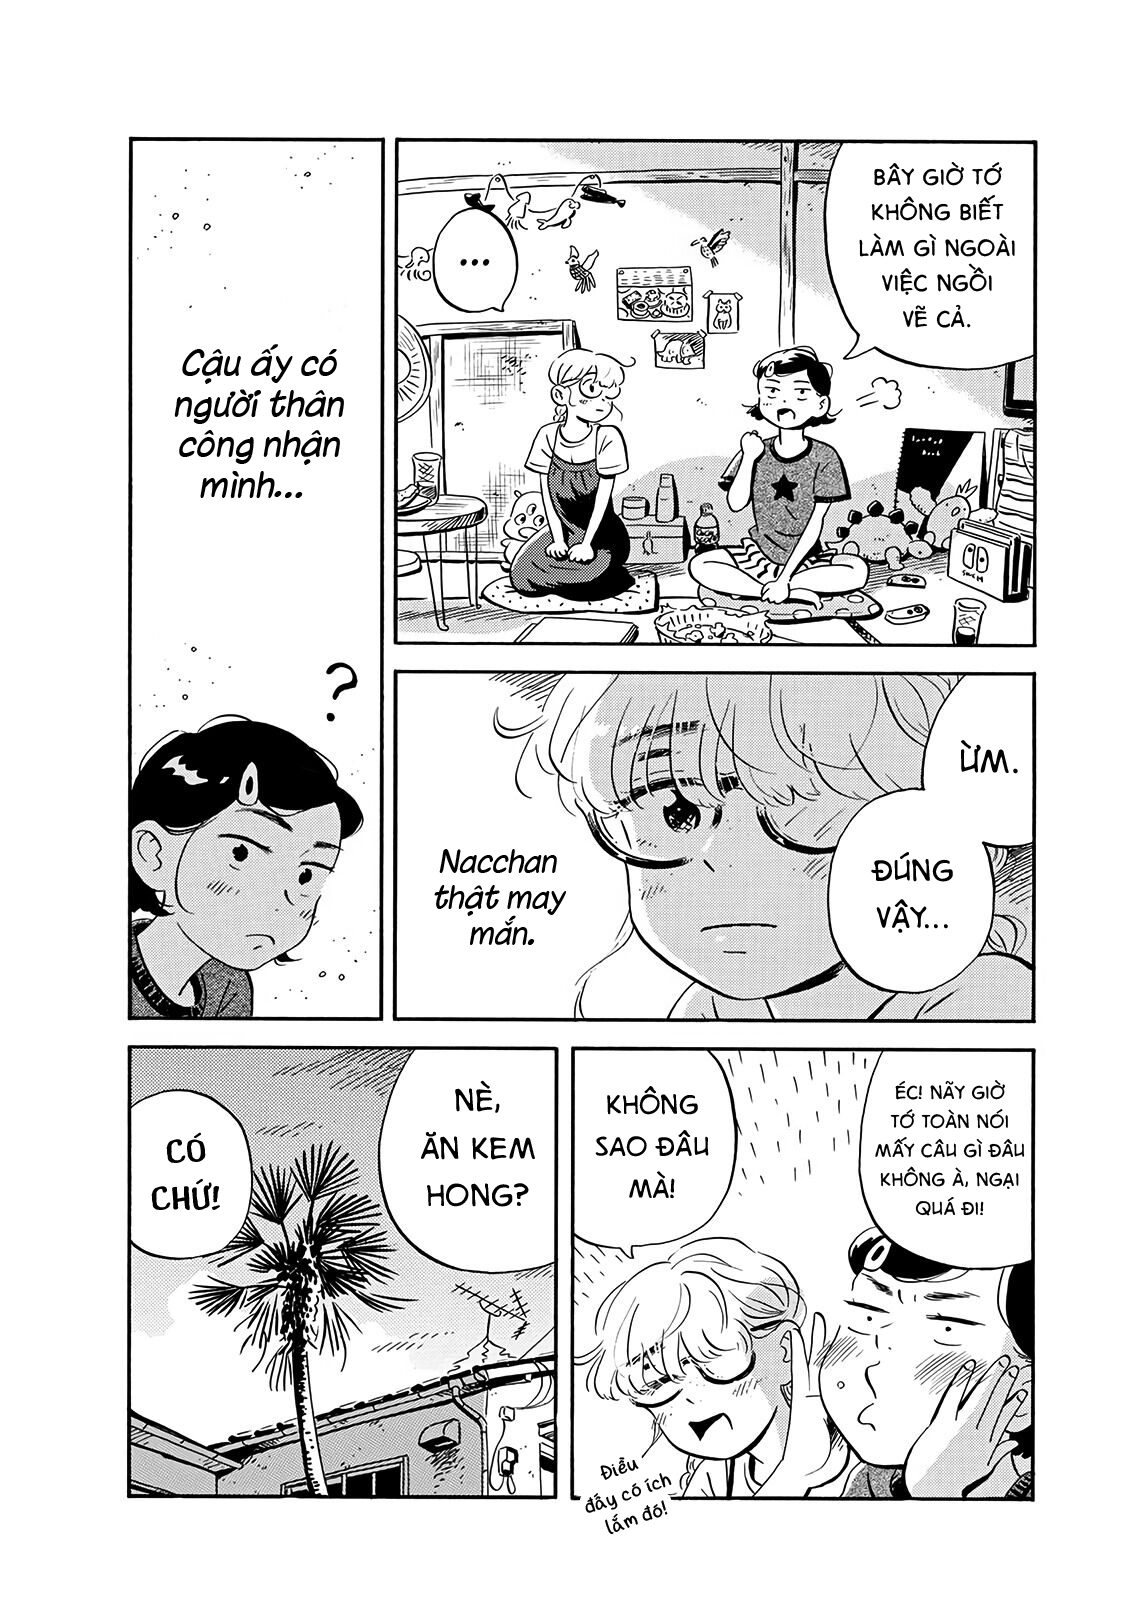 BÂY GIỜ TỚ
KHÔNG BIẾT
LÀM GÌ NGOÀI
VIỆC NGỒI
VẼ CẢ.
...
ỪM.
ĐÚNG
VẬY...
Nacchan
thật may
mắn.
Cậu ấy có
người thân
công nhận
mình...
?
ÉC! NÃY GIỜ
TỚ TOÀN NÓI
MẤY CÂU GÌ ĐÂU
KHÔNG À, NGẠI
QUÁ ĐI!
KHÔNG
SAO ĐÂU
MÀ!
Điều
đấy có ích
lắm đó!
NÈ,
ĂN KEM
HONG?
CÓ
CHỨ!